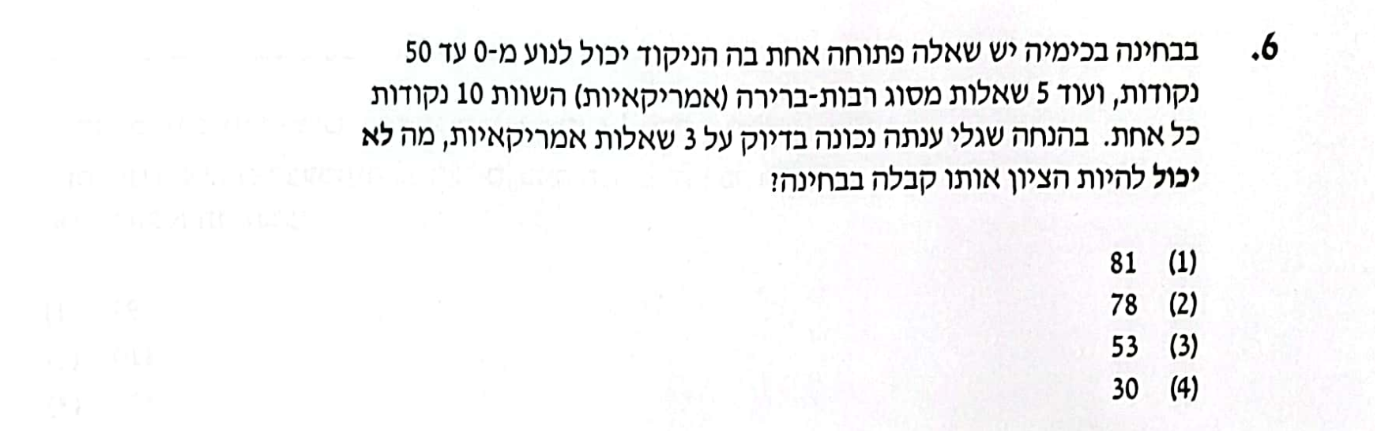 6. בבחינה בכימיה יש שאלה פתוחה אחת בה הניקוד יכול לנוע מ-0 עד 50
נקודות, ועוד 5 שאלות מסוג רבות-ברירה (אמריקאיות) השוות 10 נקודות
כל אחת. בהנחה שגלי ענתה נכונה בדיוק על 3 שאלות אמריקאיות, מה לא
יכול להיות הציון אותו קבלה בבחינה?
(1) 81
(2) 78
(3) 53
(4) 30